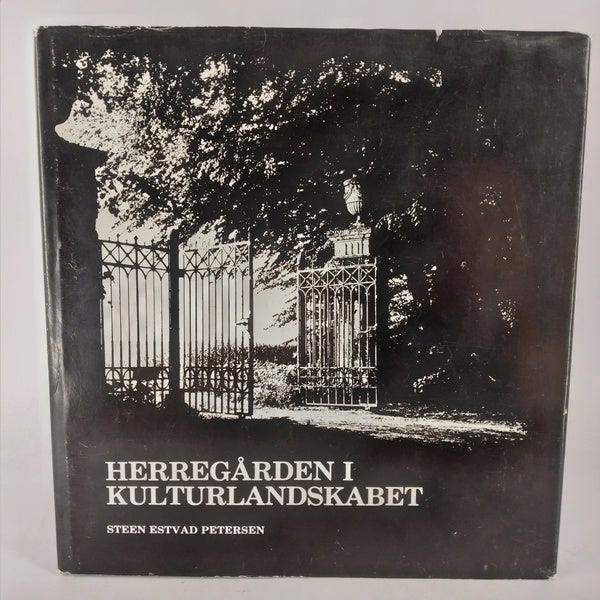 HERREGÅRDEN I
KULTURLANDSKABET
STEEN ESTVAD PETERSEN